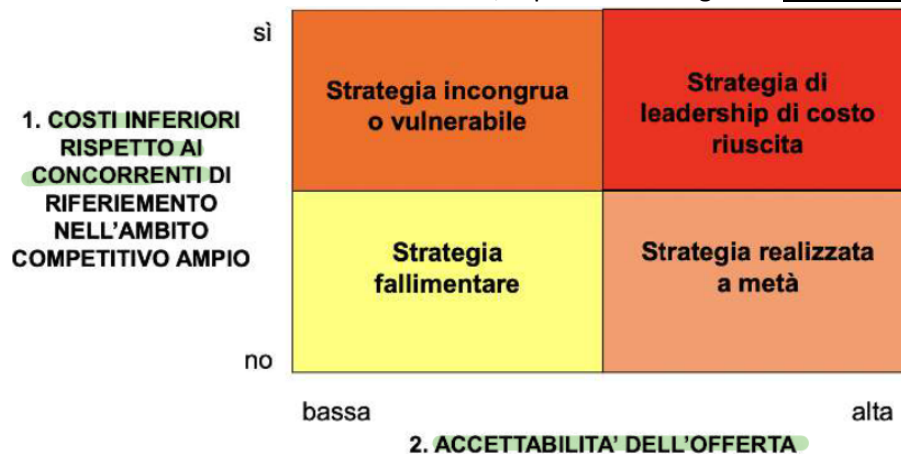 sì
Strategia incongrua
o vulnerabile
Strategia di
leadership di costo
riuscita
1. COSTI INFERIORI
RISPETTO AI
CONCORRENTI DI
RIFERIEMENTO
NELL'AMBITO
COMPETITIVO AMPIO
Strategia
fallimentare
Strategia realizzata
a metà
no
bassa
alta
2. ACCETTABILITA' DELL'OFFERTA